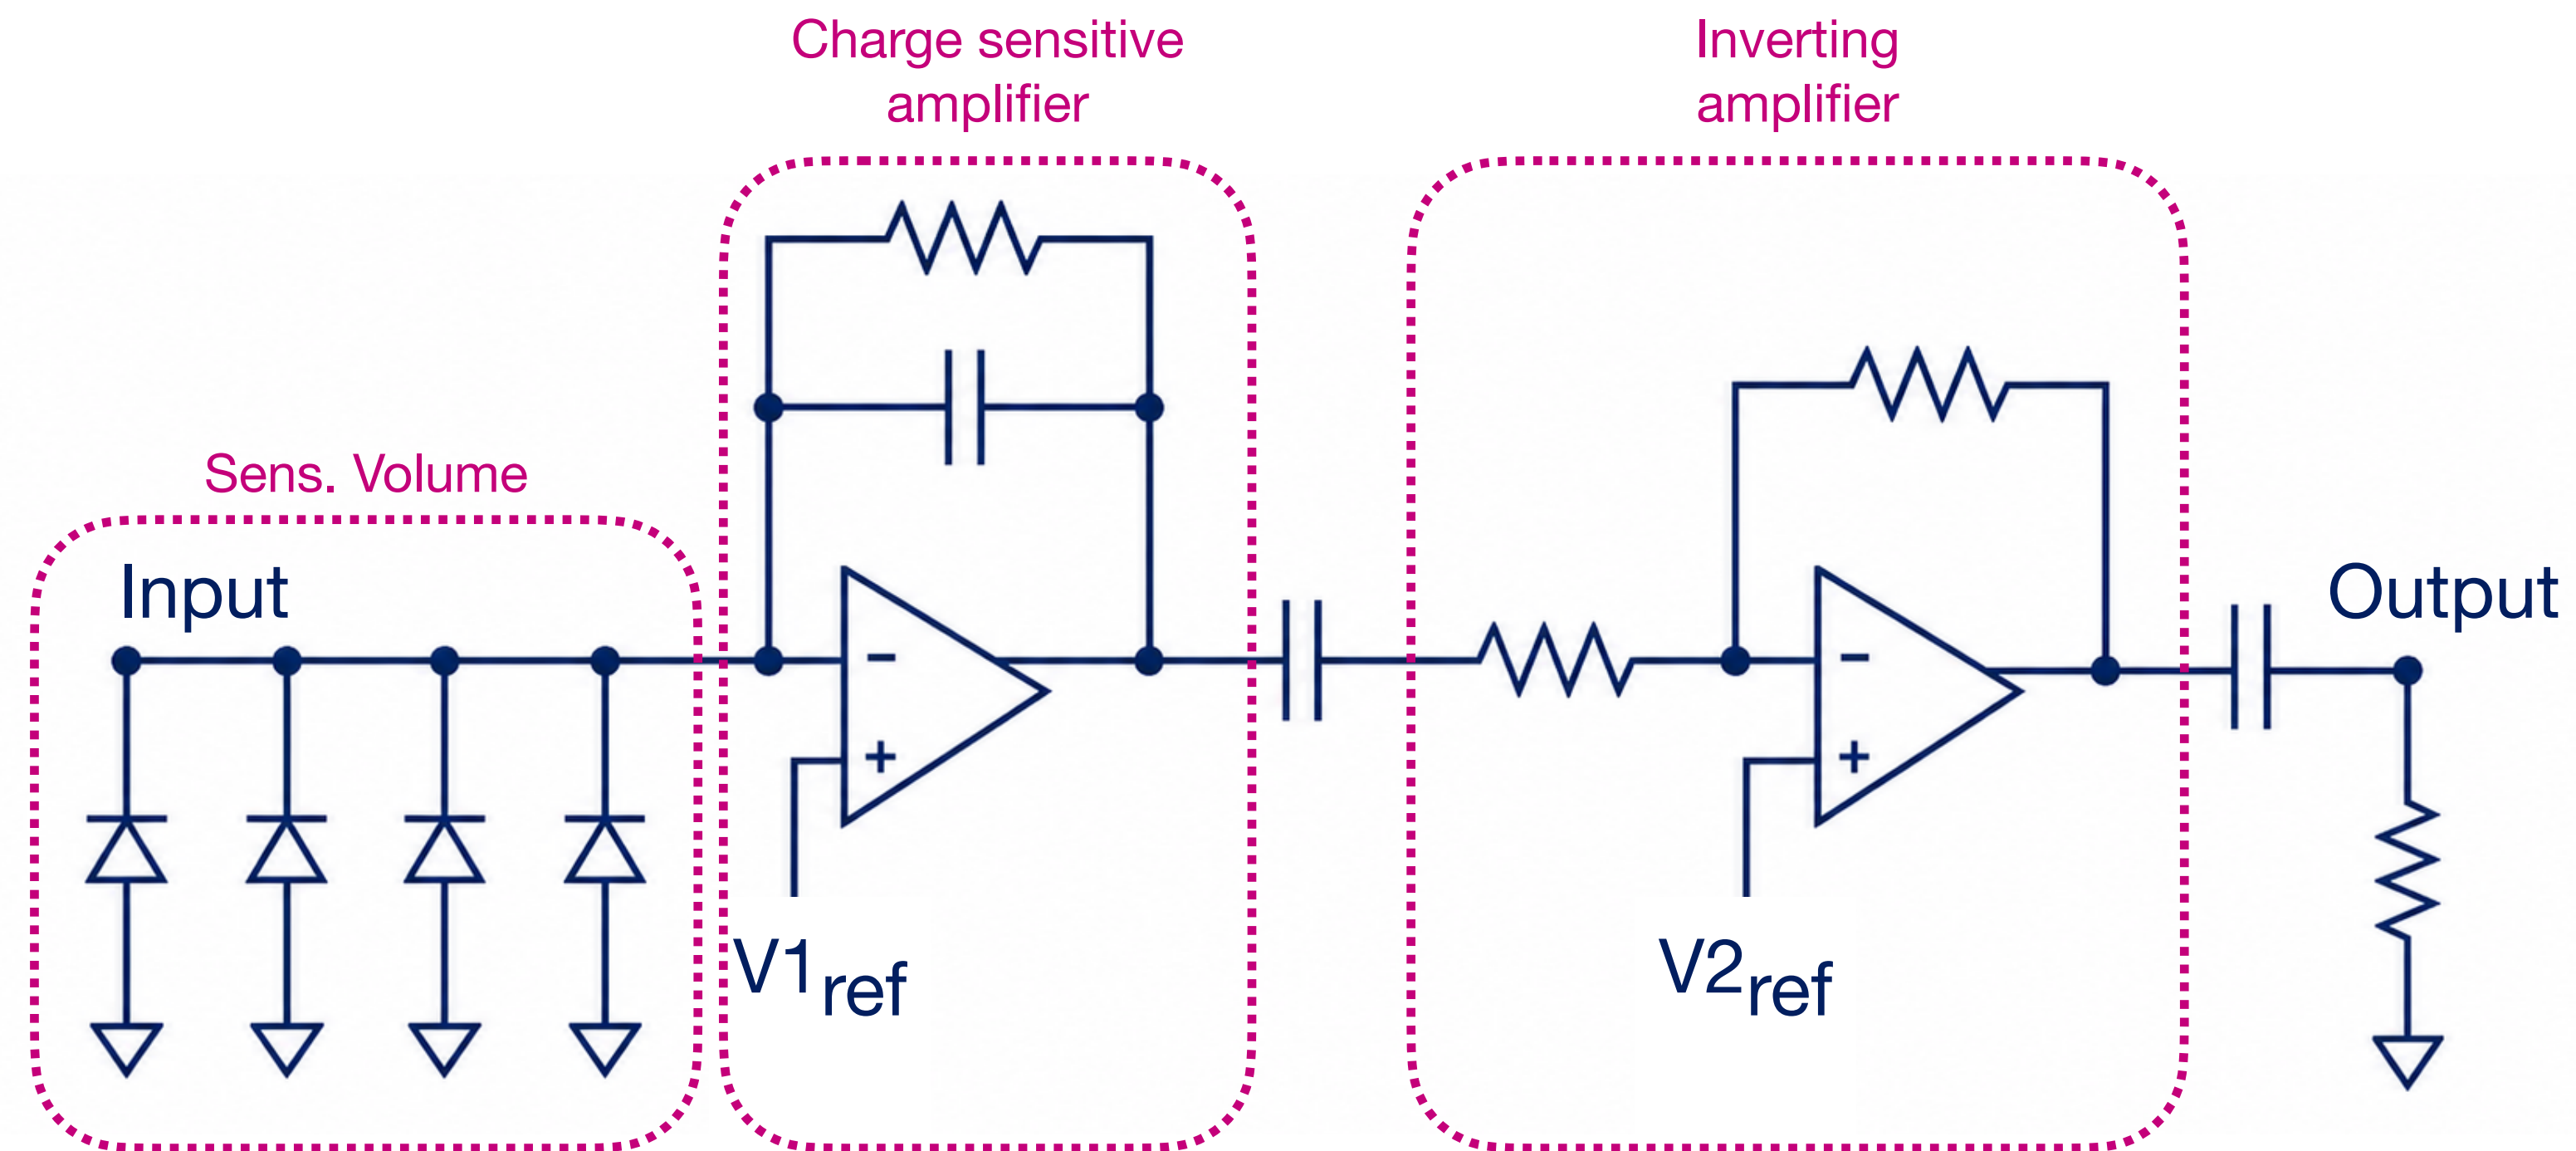 Charge sensitive
amplifier
Inverting
amplifier
Sens. Volume
Input
Output
−
+
−
+
V1ref
V2ref